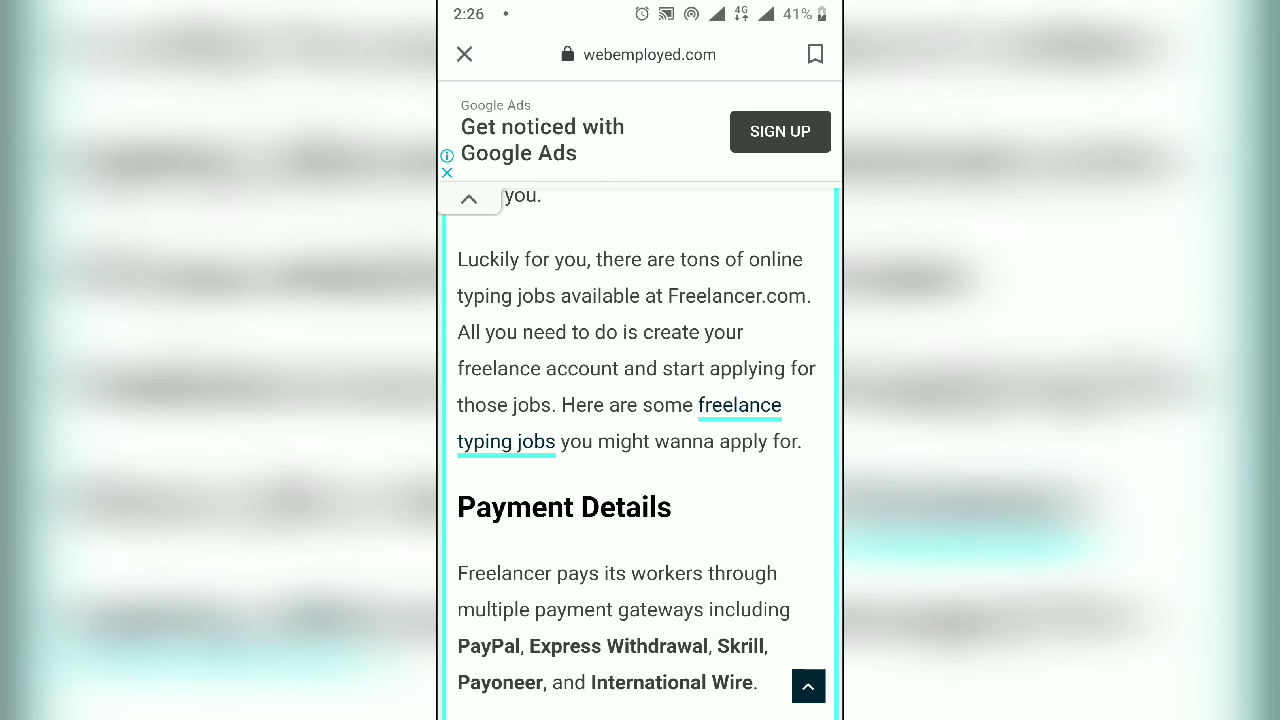 2:26
4G
41%
webemployed.com
Google Ads
Get noticed with
Google Ads
SIGN UP
you.
Luckily for you, there are tons of online
typing jobs available at Freelancer.com.
All you need to do is create your
freelance account and start applying for
those jobs. Here are some freelance
typing jobs you might wanna apply for.
Payment Details
Freelancer pays its workers through
multiple payment gateways including
PayPal, Express Withdrawal, Skrill,
Payoneer, and International Wire.